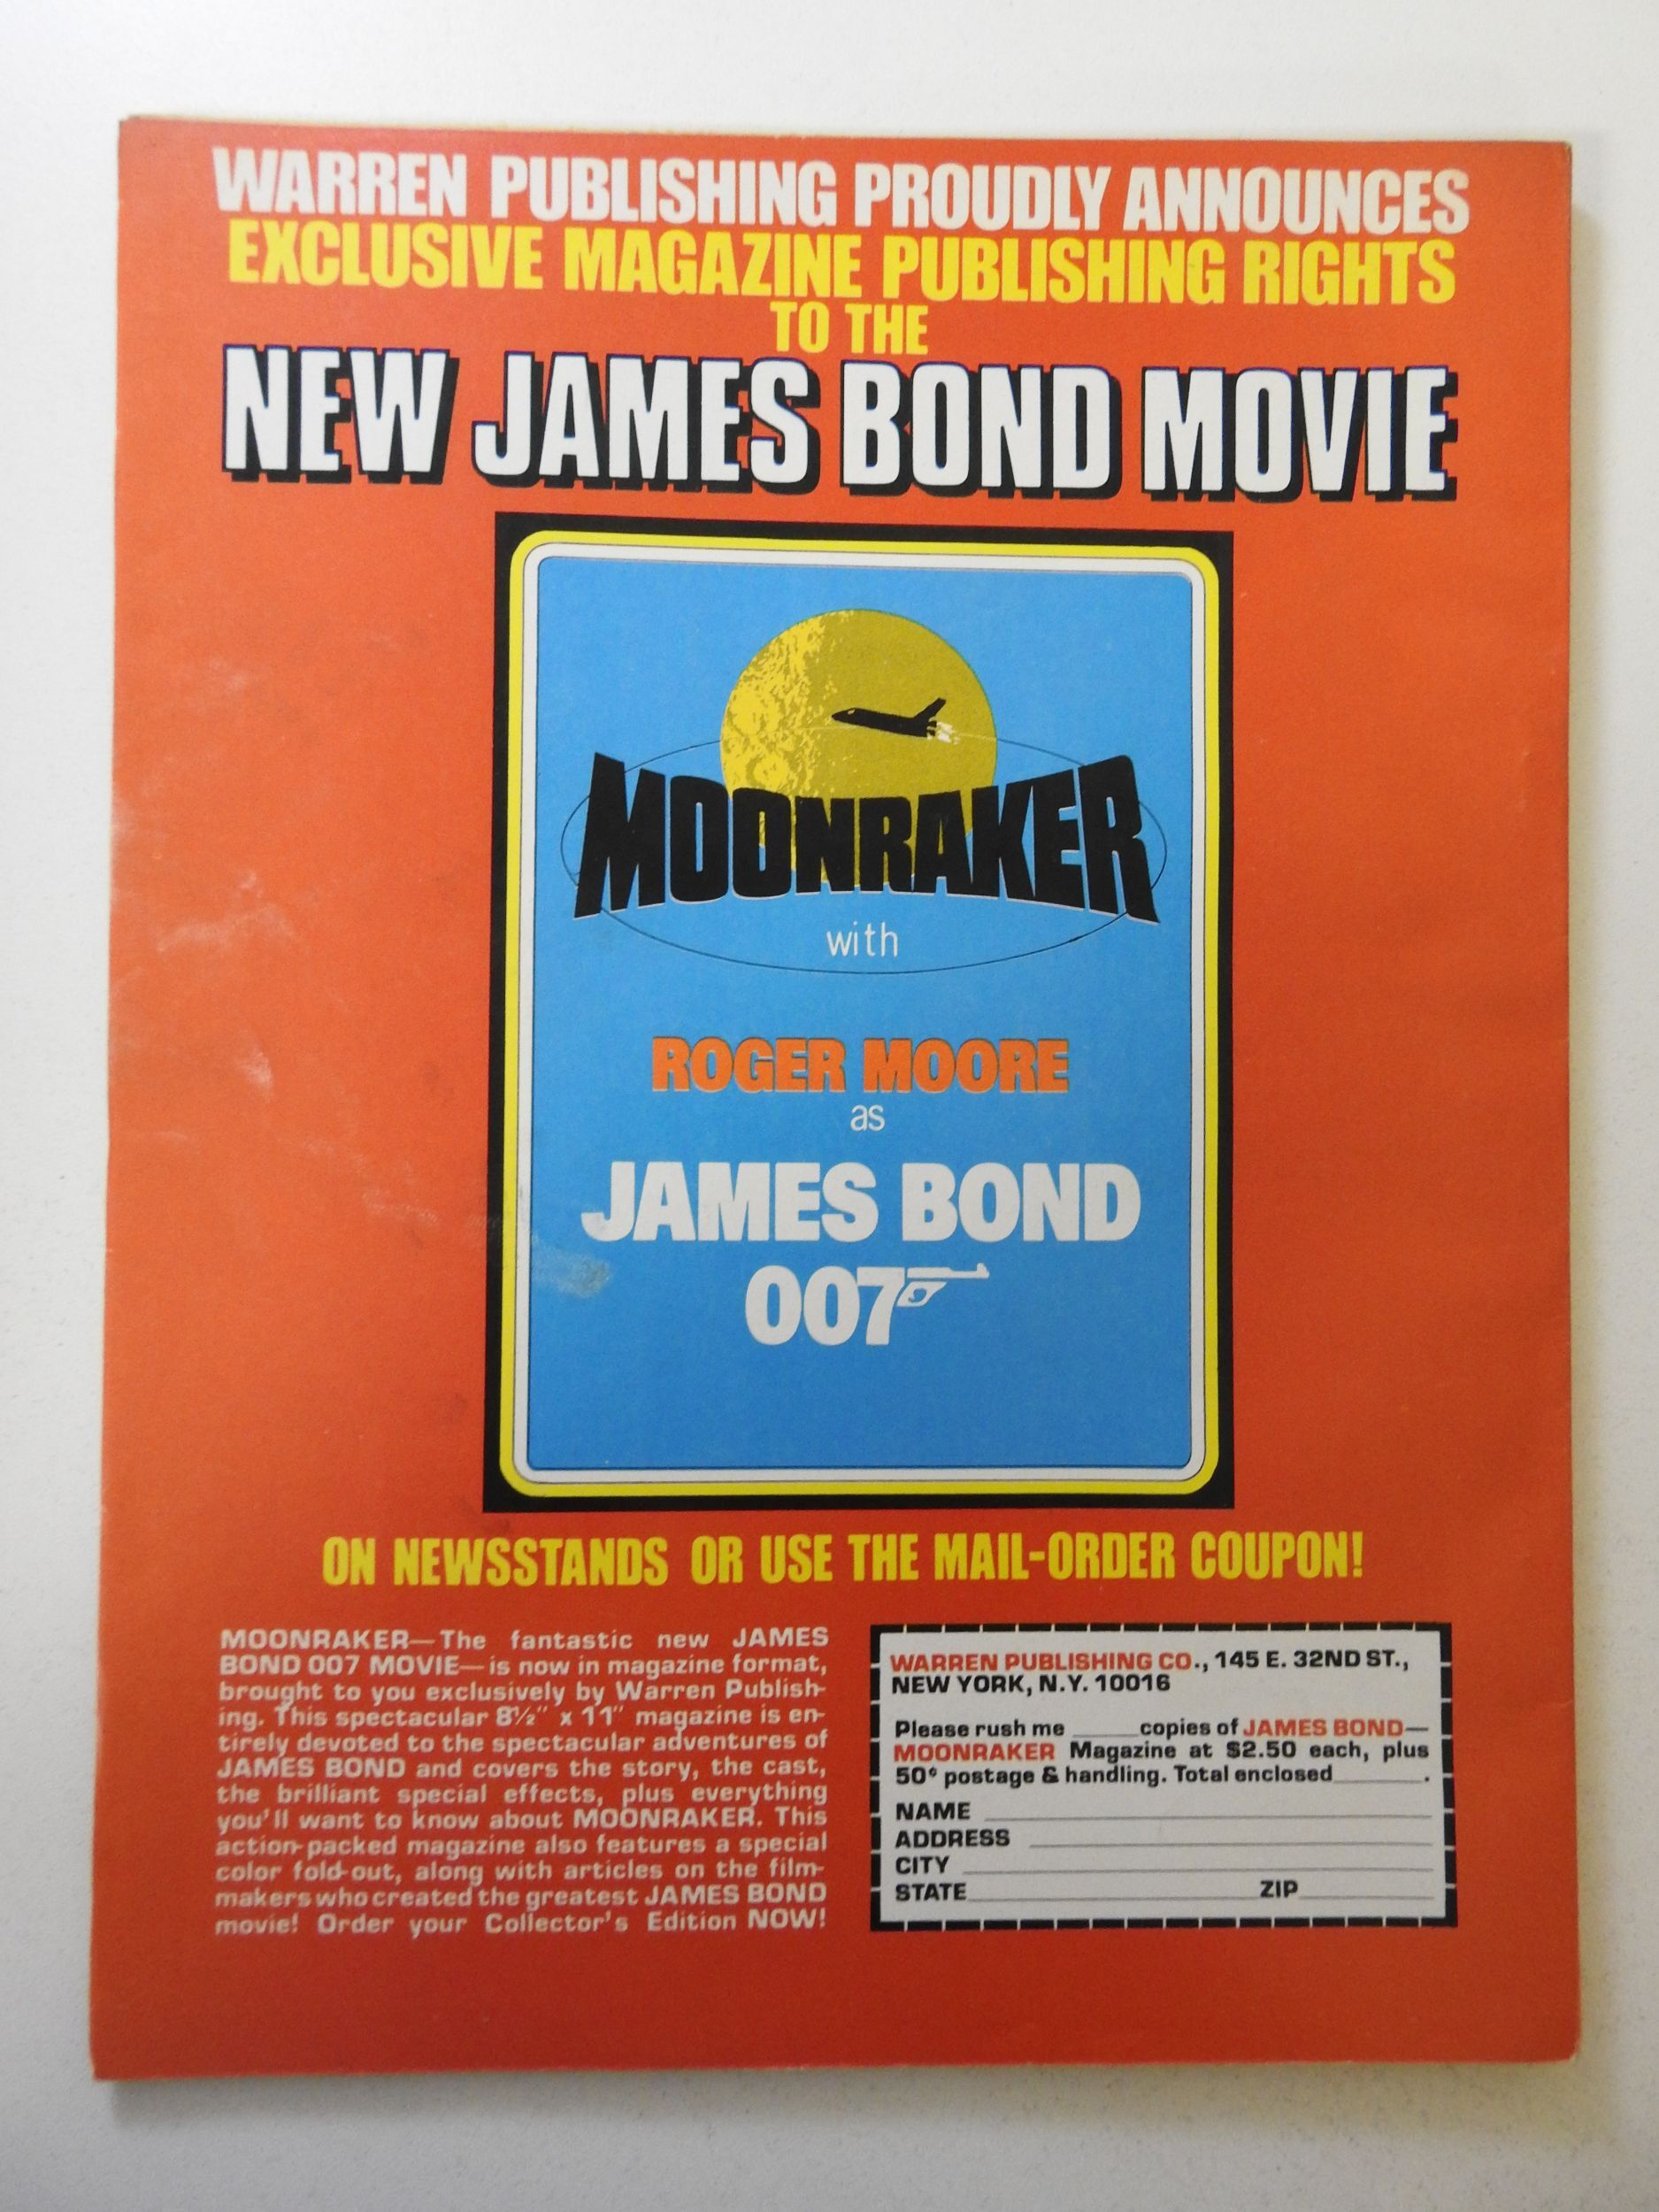 WARREN PUBLISHING PROUDLY ANNOUNCES
EXCLUSIVE MAGAZINE PUBLISHING RIGHTS
TO THE
NEW JAMES BOND MOVIE
MOONRAKER
with
ROGER MOORE
as
JAMES BOND
007
ON NEWSSTANDS OR USE THE MAIL-ORDER COUPON!
MOONRAKER—The fantastic new JAMES
BOND 007 MOVIE—is now in magazine format,
brought to you exclusively by Warren Publish-
ing. This spectacular 8½" x 11" magazine is en-
tirely devoted to the spectacular adventures of
JAMES BOND and covers the story, the cast,
the brilliant special effects, plus everything
you'll want to know about MOONRAKER. This
action-packed magazine also features a special
color fold-out, along with articles on the film-
makers who created the greatest JAMES BOND
movie! Order your Collector's Edition NOW!
WARREN PUBLISHING CO., 145 E. 32ND ST.,
NEW YORK, N.Y. 10016
Please rush me ______copies of JAMES BOND—
MOONRAKER Magazine at $2.50 each, plus
50¢ postage & handling. Total enclosed________.
NAME
ADDRESS
CITY
STATE ZIP